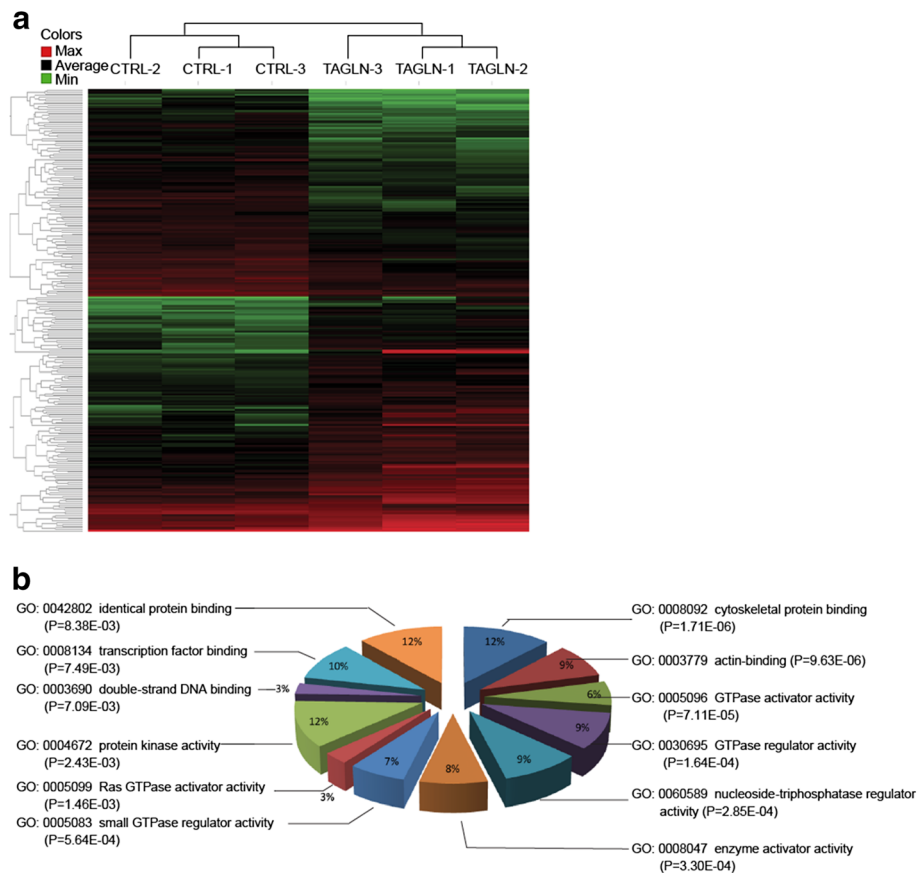 a
Colors
Max
Average
Min
CTRL-2 CTRL-1 CTRL-3 TAGLN-3 TAGLN-1 TAGLN-2
b
GO: 0042802 identical protein binding
(P=8.38E-03)
GO: 0008134 transcription factor binding
(P=7.49E-03)
GO: 0003690 double-strand DNA binding
(P=7.09E-03)
GO: 0004672 protein kinase activity
(P=2.43E-03)
GO: 0005099 Ras GTPase activator activity
(P=1.46E-03)
GO: 0005083 small GTPase regulator activity
(P=5.64E-04)
12%
10%
3%
12%
3%
7%
8%
12%
9%
6%
9%
9%
GO: 0008092 cytoskeletal protein binding
(P=1.71E-06)
GO: 0003779 actin-binding (P=9.63E-06)
GO: 0005096 GTPase activator activity
(P=7.11E-05)
GO: 0030695 GTPase regulator activity
(P=1.64E-04)
GO: 0060589 nucleoside-triphosphatase regulator
activity (P=2.85E-04)
GO: 0008047 enzyme activator activity
(P=3.30E-04)